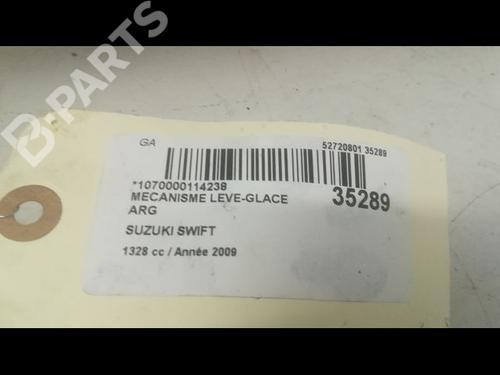 B-PARTS
GA
52720801 35289
*1070000114238
MECANISME LEVE-GLACE
ARG
35289
SUZUKI SWIFT
1328 cc / Année 2009